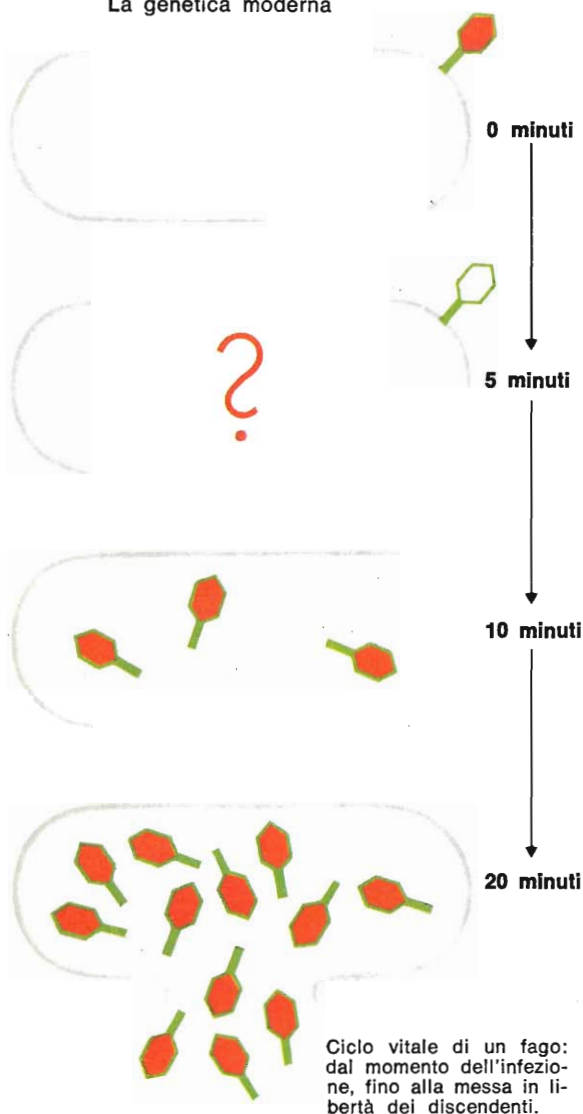 La genetica moderna
0 minuti
?
5 minuti
10 minuti
20 minuti
Ciclo vitale di un fago:
dal momento dell'infezio-
ne, fino alla messa in li-
bertà dei discendenti.